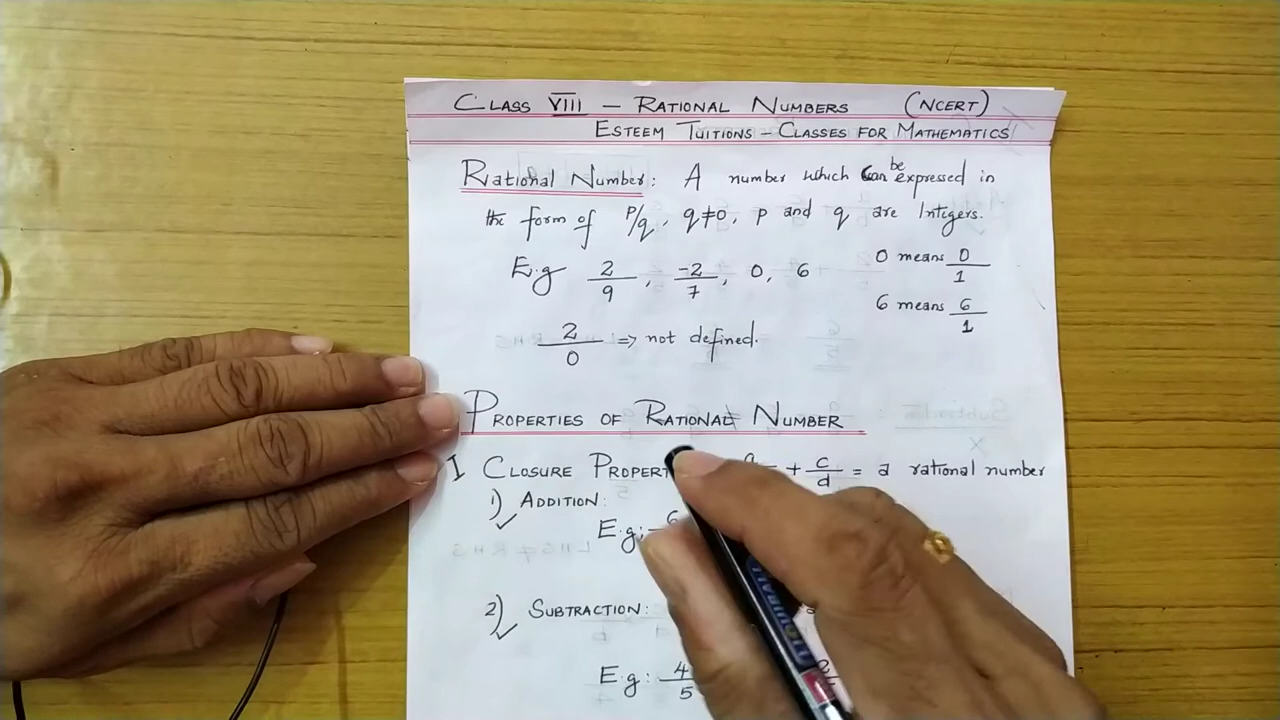 CLASS VIII – RATIONAL NUMBERS (NCERT)
ESTEEM TUITIONS – CLASSES FOR MATHEMATICS
Rational Number: A number which Can be expressed in
the form of P/q, q≠0, p and q are Integers.
E.g 2/9, -2/7, 0, 6
0 means 0/1
6 means 6/1
2/0 => not defined.
PROPERTIES OF RATIONAL NUMBER
I CLOSURE + c/d = a rational number
1) ADDITION:
E.g:
2) SUBTRACTION:
E.g: 4/5